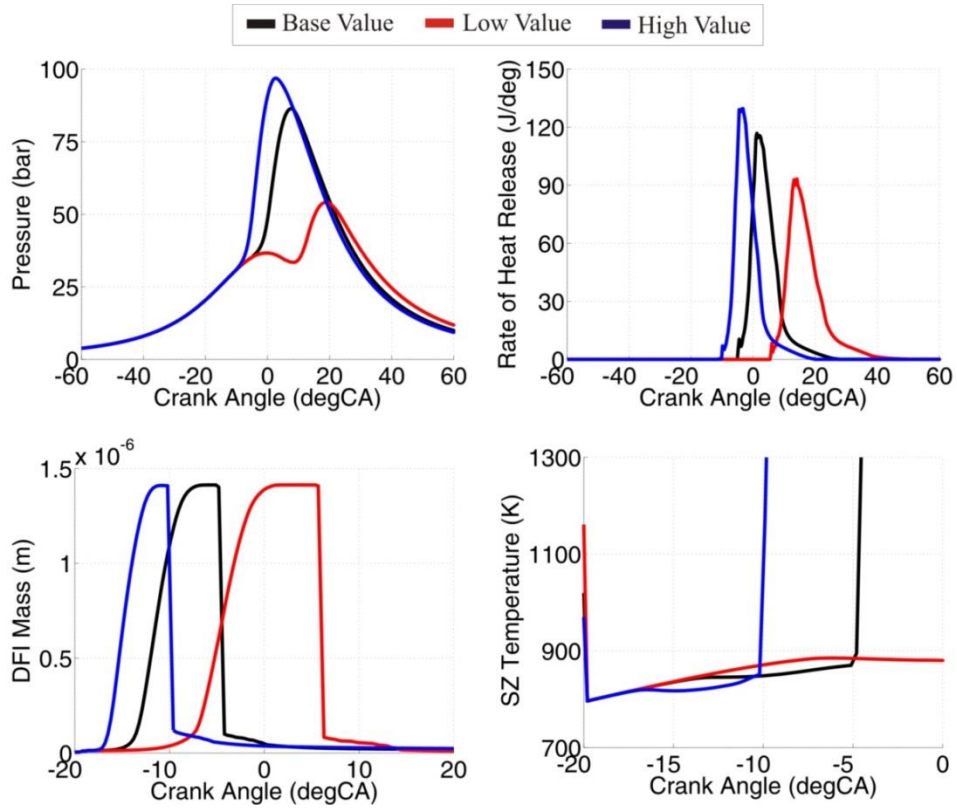 Base Value Low Value High Value
100
75
50
25
0
Pressure (bar)
-60 -40 -20 0 20 40 60
Crank Angle (degCA)
150
120
90
60
30
0
Rate of Heat Release (J/deg)
-60 -40 -20 0 20 40 60
Crank Angle (degCA)
x 10⁻⁶
1.5
1
0.5
0
DFI Mass (m)
-20 -10 0 10 20
Crank Angle (degCA)
1300
1100
900
700
SZ Temperature (K)
-20 -15 -10 -5 0
Crank Angle (degCA)